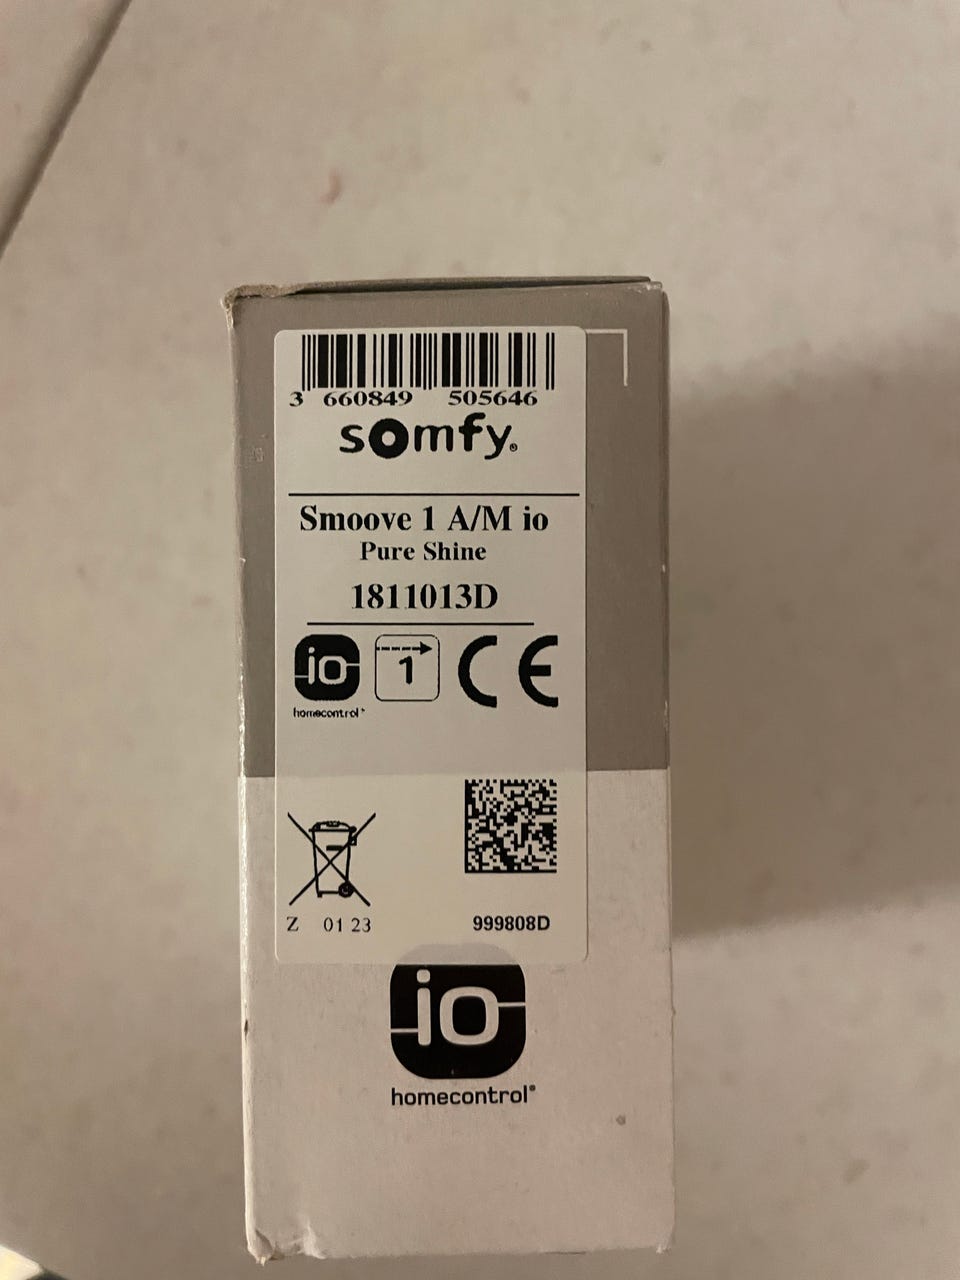 3 660849 505646
somfy®
Smoove 1 A/M io
Pure Shine
1811013D
io 1 CE
homecontrol®
Z 01 23 999808D
io
homecontrol®